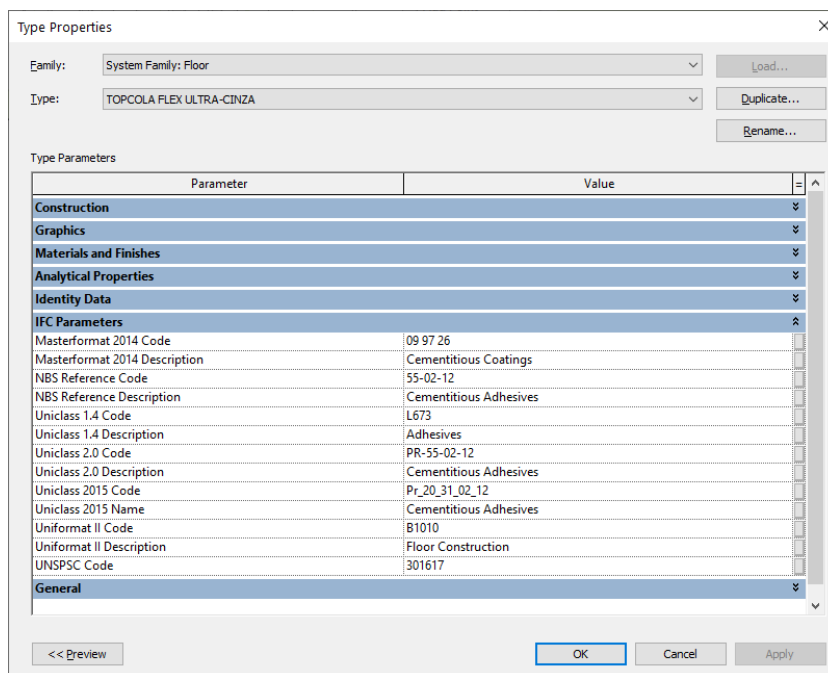 Type Properties
Family: System Family: Floor Load...
Type: TOPCOLA FLEX ULTRA-CINZA Duplicate...
Rename...
Type Parameters
Parameter Value =
Construction
Graphics
Materials and Finishes
Analytical Properties
Identity Data
IFC Parameters
Masterformat 2014 Code 09 97 26
Masterformat 2014 Description Cementitious Coatings
NBS Reference Code 55-02-12
NBS Reference Description Cementitious Adhesives
Uniclass 1.4 Code L673
Uniclass 1.4 Description Adhesives
Uniclass 2.0 Code PR-55-02-12
Uniclass 2.0 Description Cementitious Adhesives
Uniclass 2015 Code Pr_20_31_02_12
Uniclass 2015 Name Cementitious Adhesives
Uniformat II Code B1010
Uniformat II Description Floor Construction
UNSPSC Code 301617
General
<< Preview OK Cancel Apply